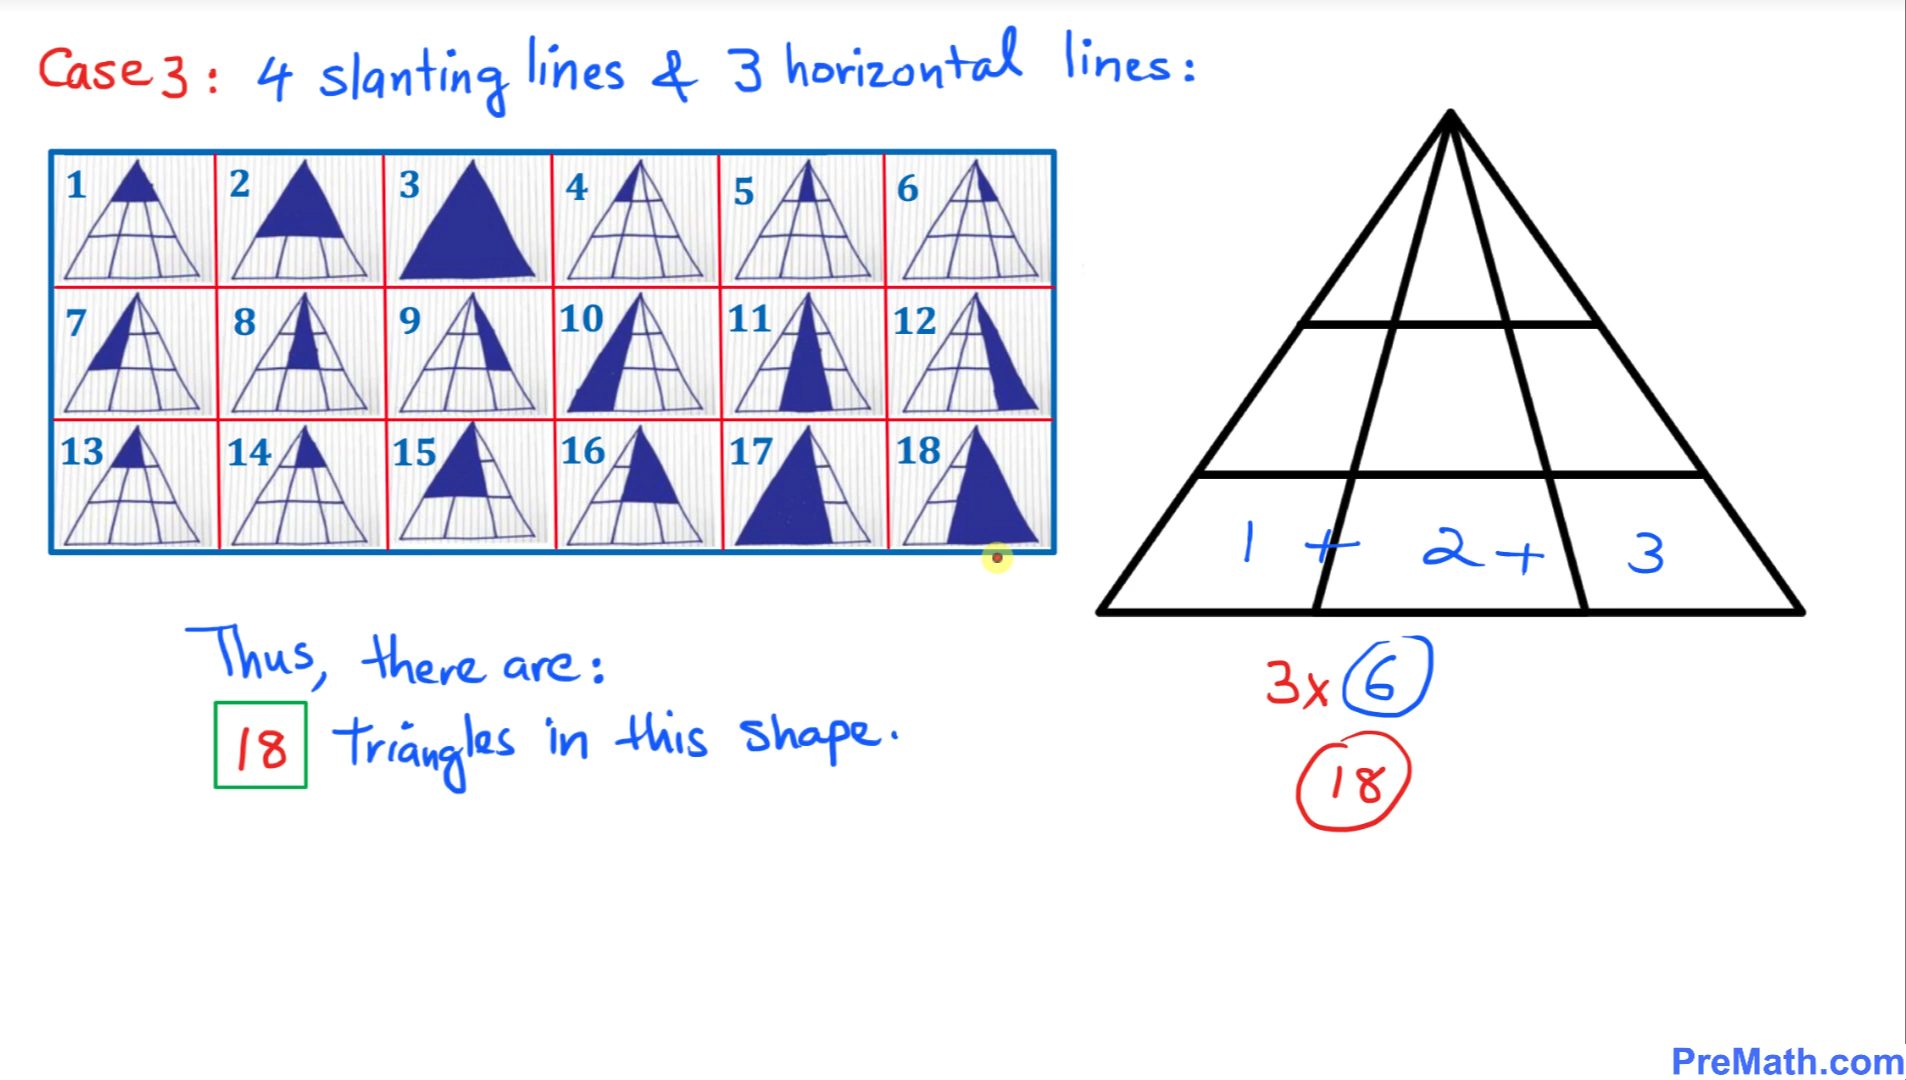 Case 3: 4 slanting lines & 3 horizontal lines:
1 2 3 4 5 6
7 8 9 10 11 12
13 14 15 16 17 18
1 + 2 + 3
Thus, there are:
18 triangles in this shape.
3x 6
18
PreMath.com